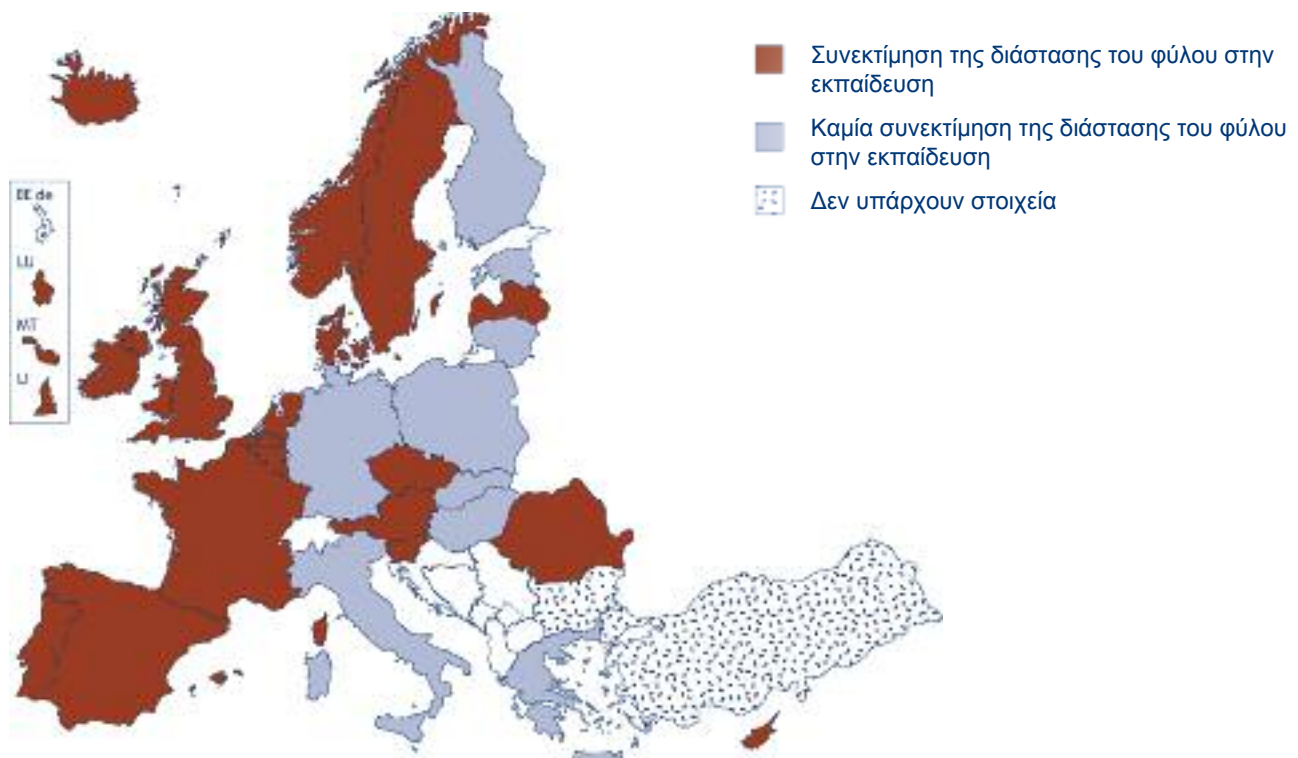 Συνεκτίμηση της διάστασης του φύλου στην
εκπαίδευση
Καμία συνεκτίμηση της διάστασης του φύλου
στην εκπαίδευση
Δεν υπάρχουν στοιχεία
BE de
LU
MT
LI